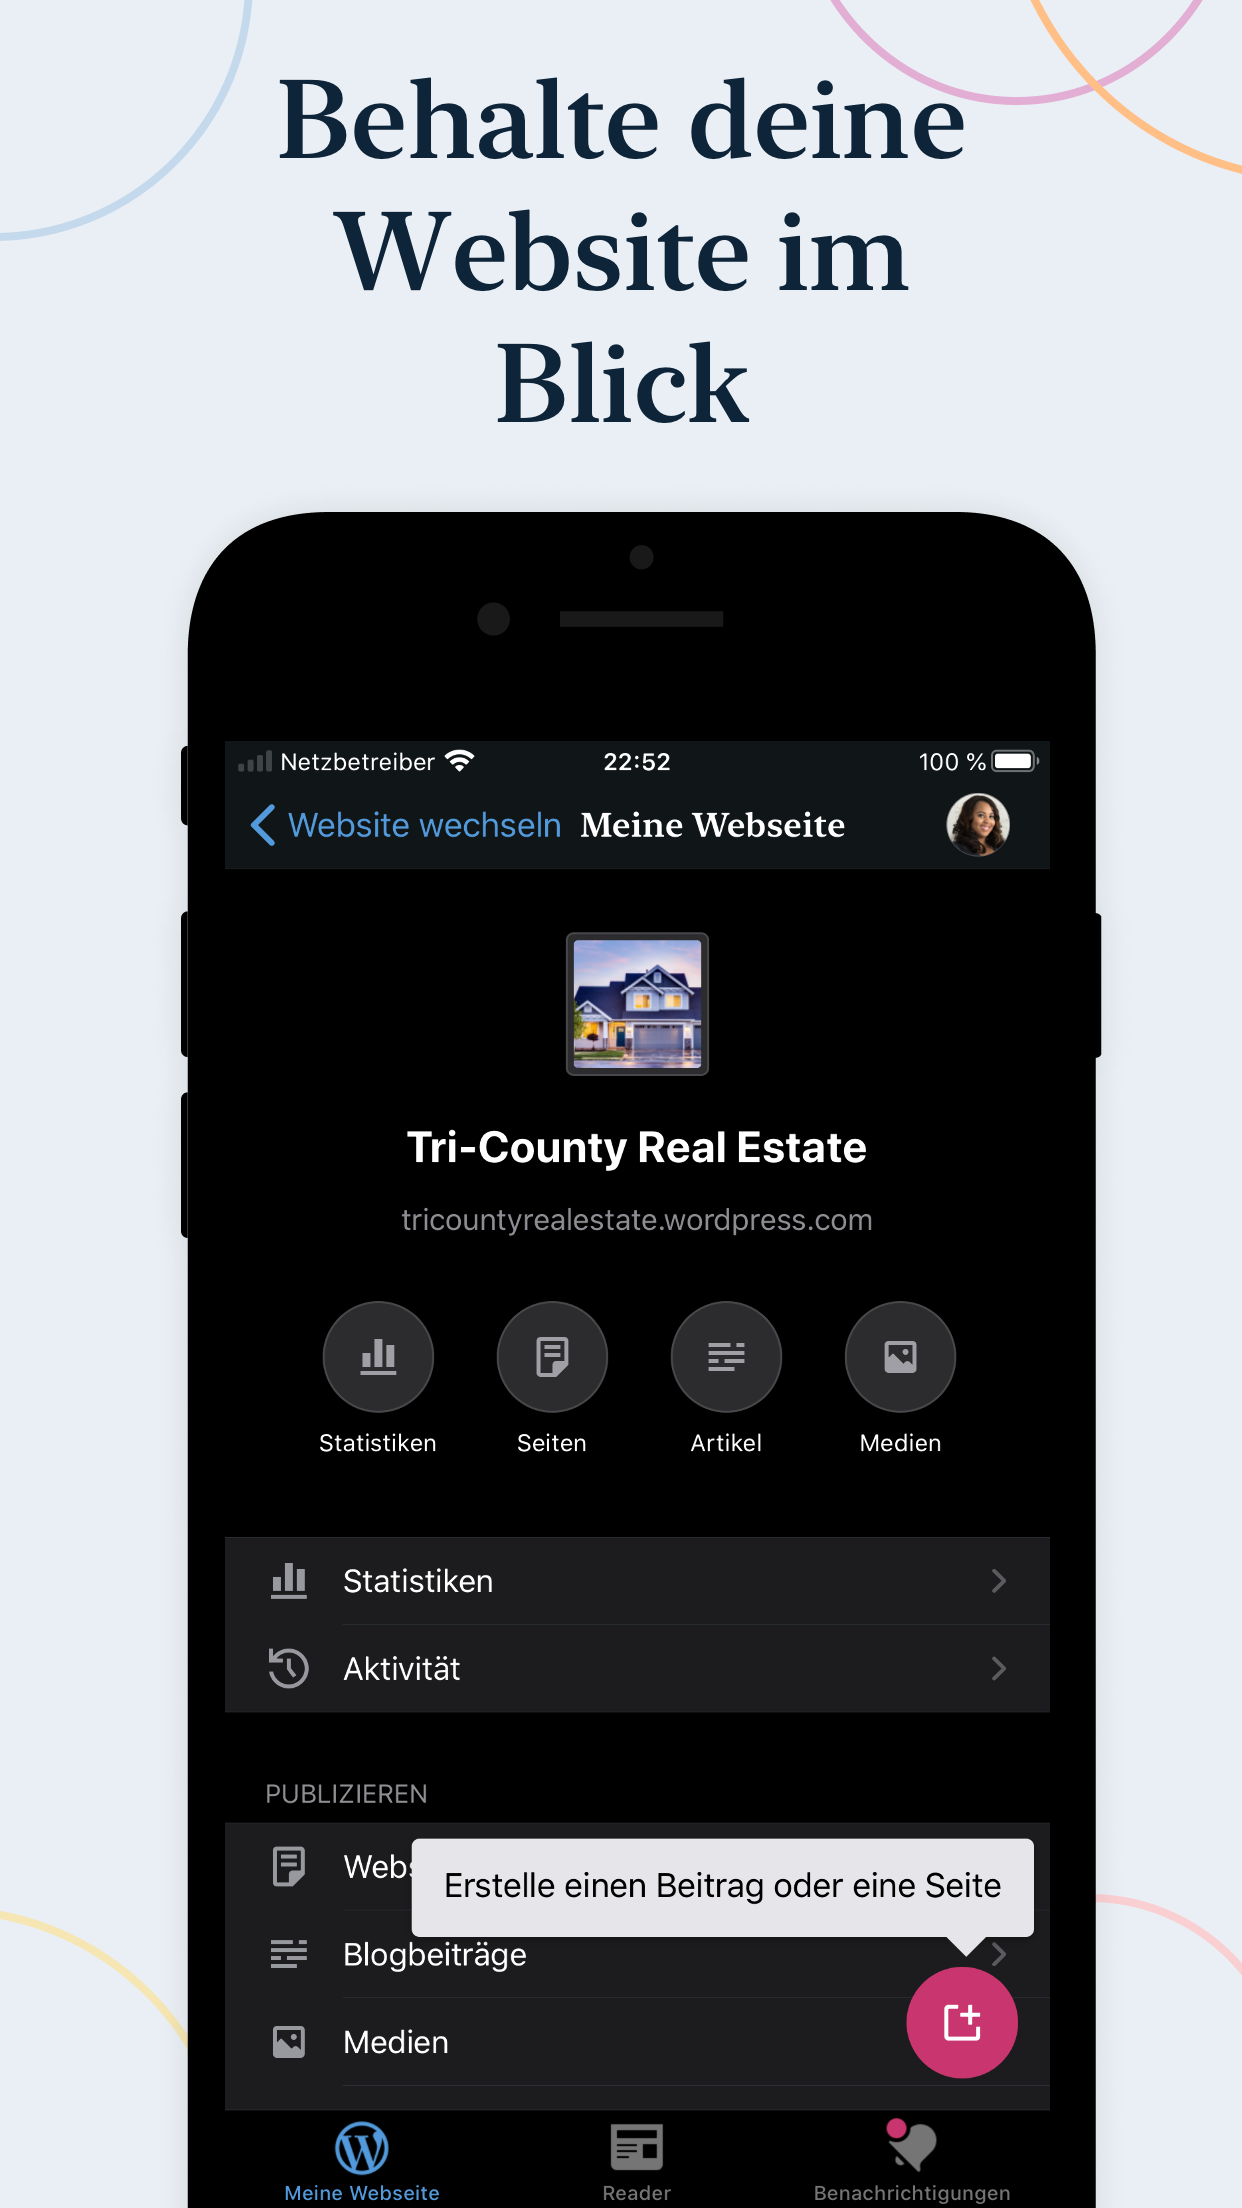 Behalte deine
Website im
Blick
Netzbetreiber 22:52 100 %
Website wechseln Meine Webseite
Tri-County Real Estate
tricountyrealestate.wordpress.com
Statistiken Seiten Artikel Medien
Statistiken
Aktivität
PUBLIZIEREN
Erstelle einen Beitrag oder eine Seite
Blogbeiträge
Medien
Meine Webseite Reader Benachrichtigungen